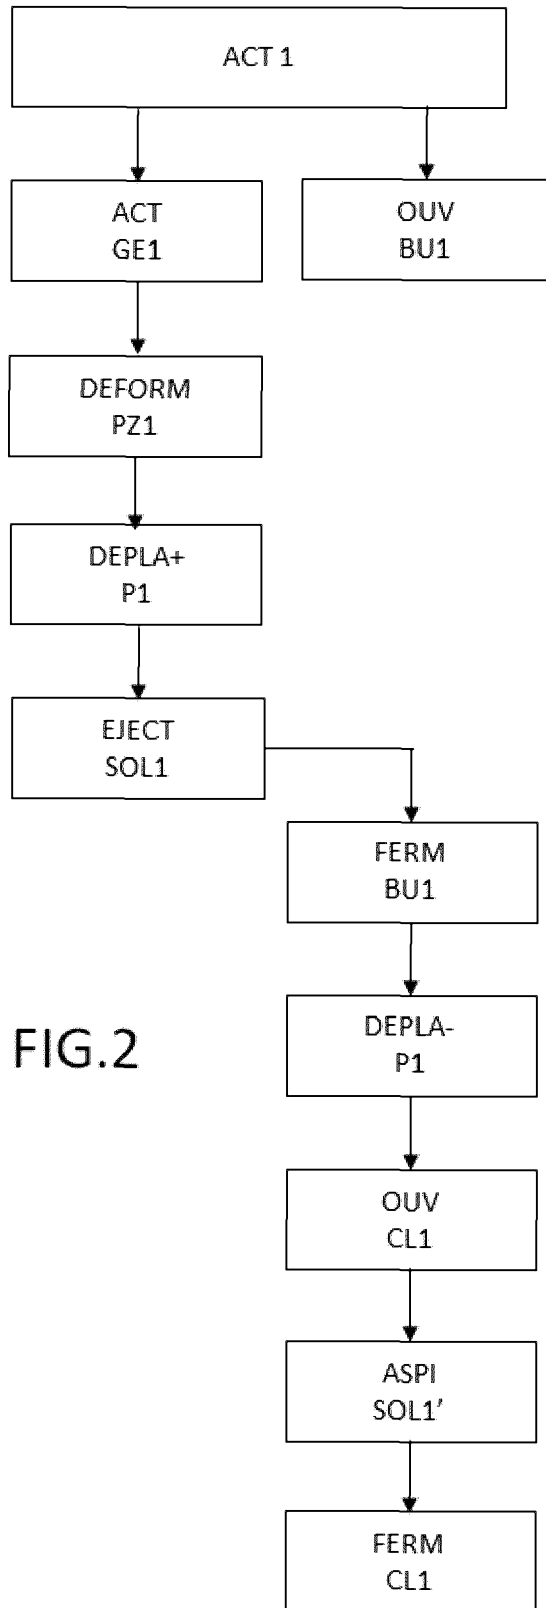 ACT 1
ACT
GE1
OUV
BU1
DEFORM
PZ1
DEPLA+
P1
EJECT
SOL1
FERM
BU1
FIG.2
DEPLA-
P1
OUV
CL1
ASPI
SOL1'
FERM
CL1